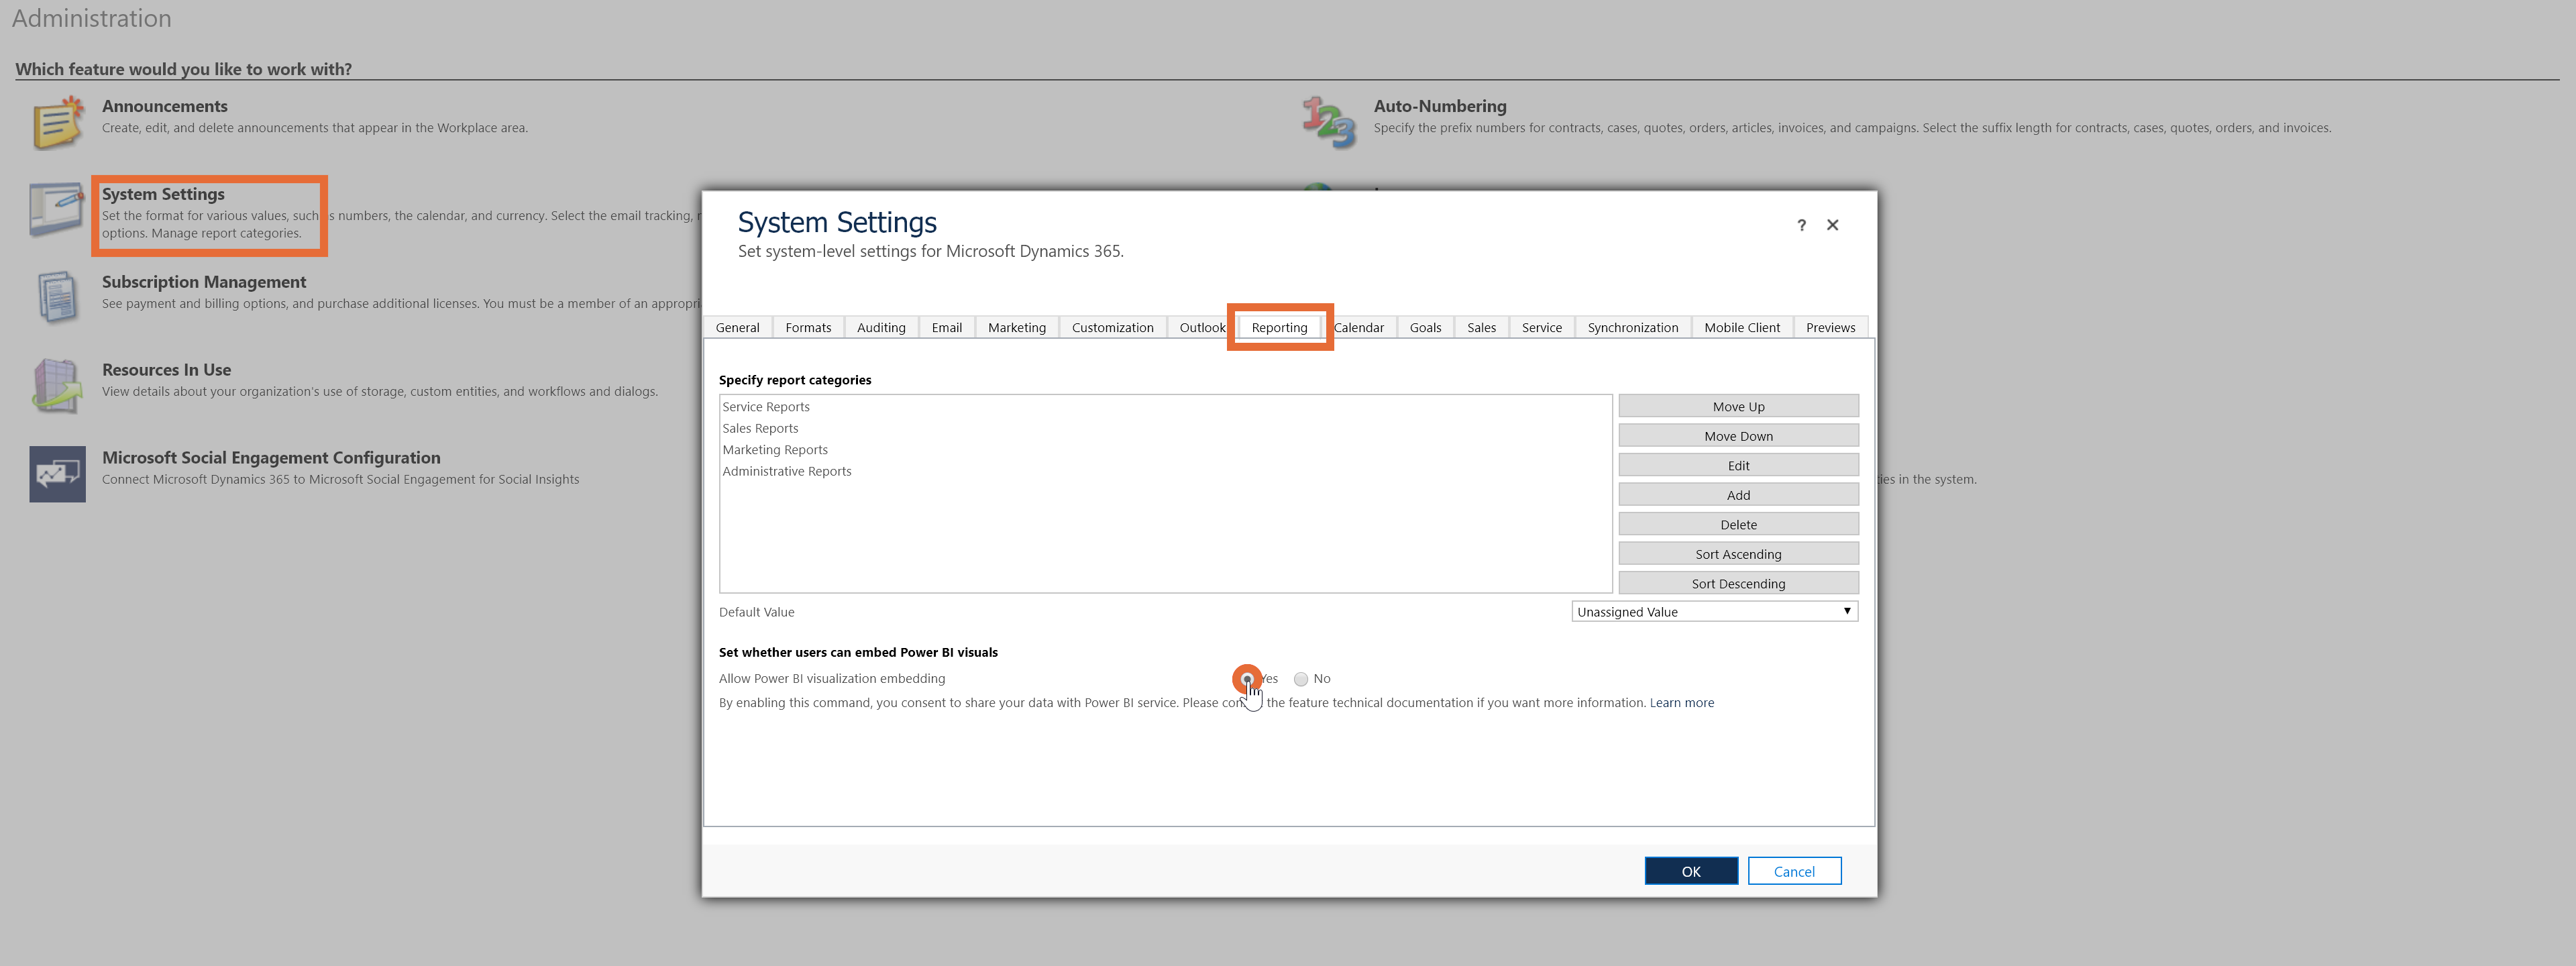 Administration
Which feature would you like to work with?
Announcements
Create, edit, and delete announcements that appear in the Workplace area.
Auto-Numbering
Specify the prefix numbers for contracts, cases, quotes, orders, articles, invoices, and campaigns. Select the suffix length for contracts, cases, quotes, orders, and invoices.
System Settings
Set the format for various values, such numbers, the calendar, and currency. Select the email tracking,
options. Manage report categories.
Subscription Management
See payment and billing options, and purchase additional licenses. You must be a member of an appropri
Resources In Use
View details about your organization's use of storage, custom entities, and workflows and dialogs.
Microsoft Social Engagement Configuration
Connect Microsoft Dynamics 365 to Microsoft Social Engagement for Social Insights
ies in the system.
System Settings
? ×
Set system-level settings for Microsoft Dynamics 365.
General Formats Auditing Email Marketing Customization Outlook Reporting Calendar Goals Sales Service Synchronization Mobile Client Previews
Specify report categories
Service Reports
Sales Reports
Marketing Reports
Administrative Reports
Move Up
Move Down
Edit
Add
Delete
Sort Ascending
Sort Descending
Default Value
Unassigned Value
Set whether users can embed Power BI visuals
Allow Power BI visualization embedding
Yes No
By enabling this command, you consent to share your data with Power BI service. Please con the feature technical documentation if you want more information. Learn more
OK Cancel